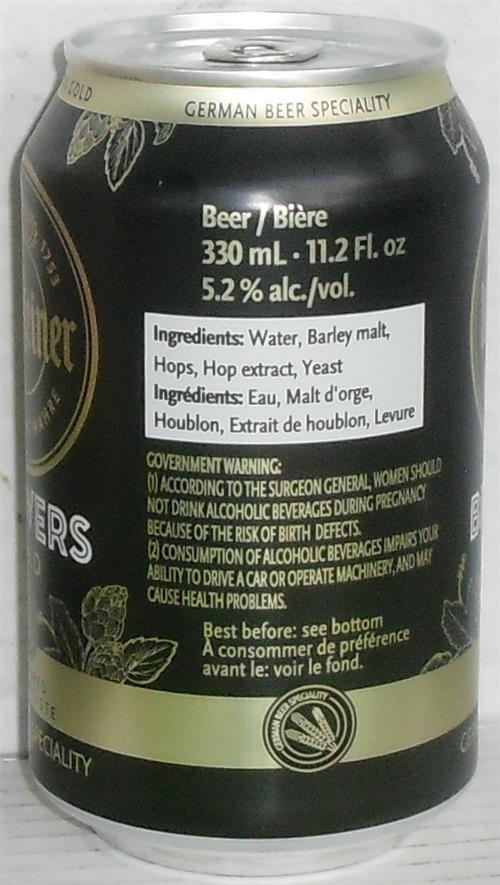 GOLD
GERMAN BEER SPECIALITY
Beer / Bière
330 mL · 11.2 Fl. oz
5.2 % alc./vol.
Ingredients: Water, Barley malt,
Hops, Hop extract, Yeast
Ingrédients: Eau, Malt d'orge,
Houblon, Extrait de houblon, Levure
GOVERNMENT WARNING:
(1) ACCORDING TO THE SURGEON GENERAL, WOMEN SHOULD
NOT DRINK ALCOHOLIC BEVERAGES DURING PREGNANCY
BECAUSE OF THE RISK OF BIRTH DEFECTS.
(2) CONSUMPTION OF ALCOHOLIC BEVERAGES IMPAIRS YOUR
ABILITY TO DRIVE A CAR OR OPERATE MACHINERY, AND MAY
CAUSE HEALTH PROBLEMS.
Best before: see bottom
À consommer de préférence
avant le: voir le fond.
GERMAN BEER SPECIALITY
1753
iner
ERS
ECIALITY